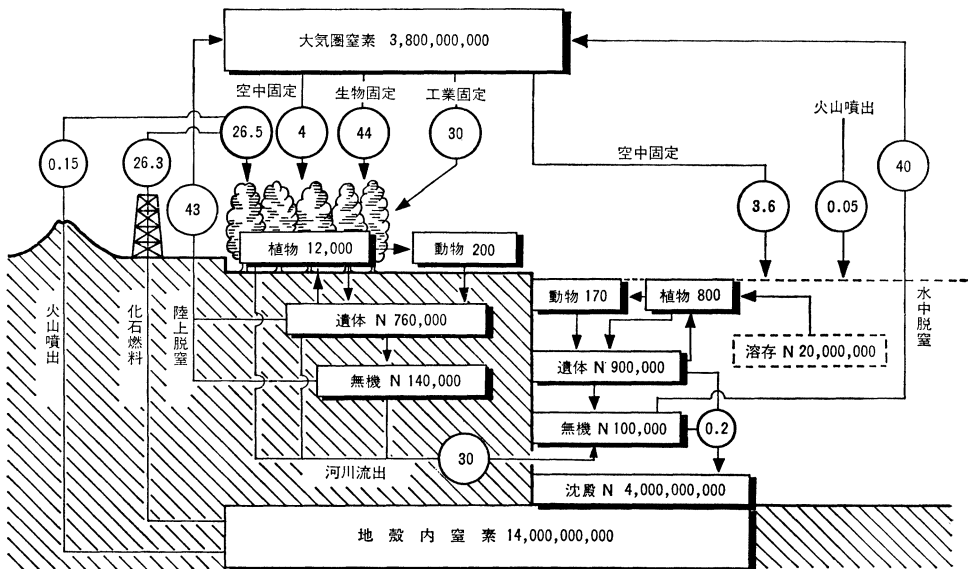 大気圏窒素 3,800,000,000
空中固定
生物固定
工業固定
火山噴出
空中固定
0.15
26.3
26.5
4
44
30
40
43
3.6
0.05
植物 12,000
動物 200
火山噴出
化石燃料
陸上脱窒
水中脱窒
動物 170
植物 800
遺体 N 760,000
溶存 N 20,000,000
遺体 N 900,000
無機 N 140,000
無機 N 100,000
0.2
30
河川流出
沈殿 N 4,000,000,000
地殻内窒素 14,000,000,000